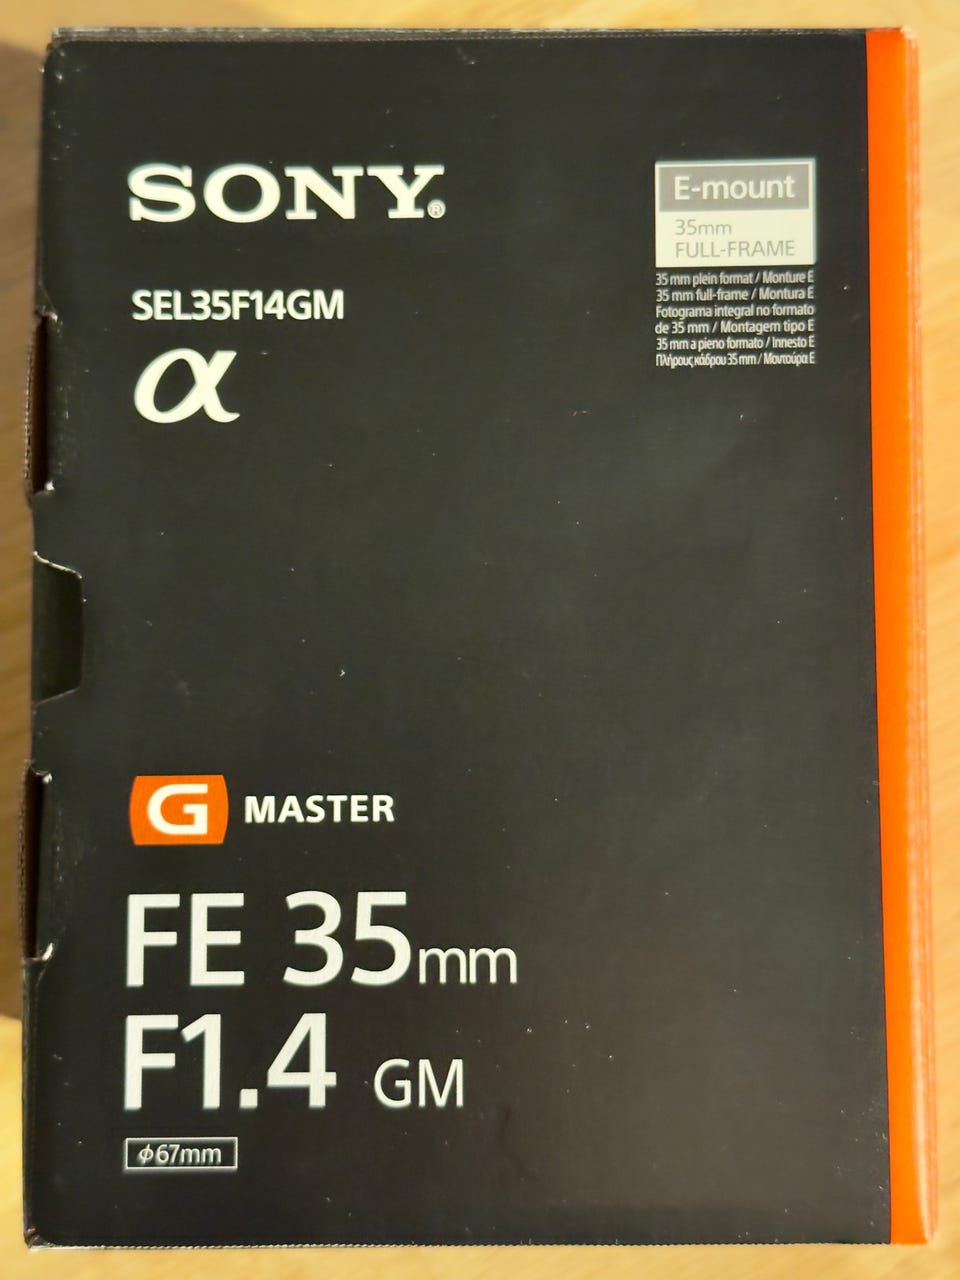 SONY®
SEL35F14GM
α
E-mount
35mm
FULL-FRAME
35 mm plein format / Monture E
35 mm full-frame / Montura E
Fotograma integral no formato
de 35 mm / Montagem tipo E
35 mm a pieno formato / Innesto E
Πλήρους κάδρου 35 mm / Μοντούρα E
G MASTER
FE 35mm
F1.4 GM
ϕ67mm